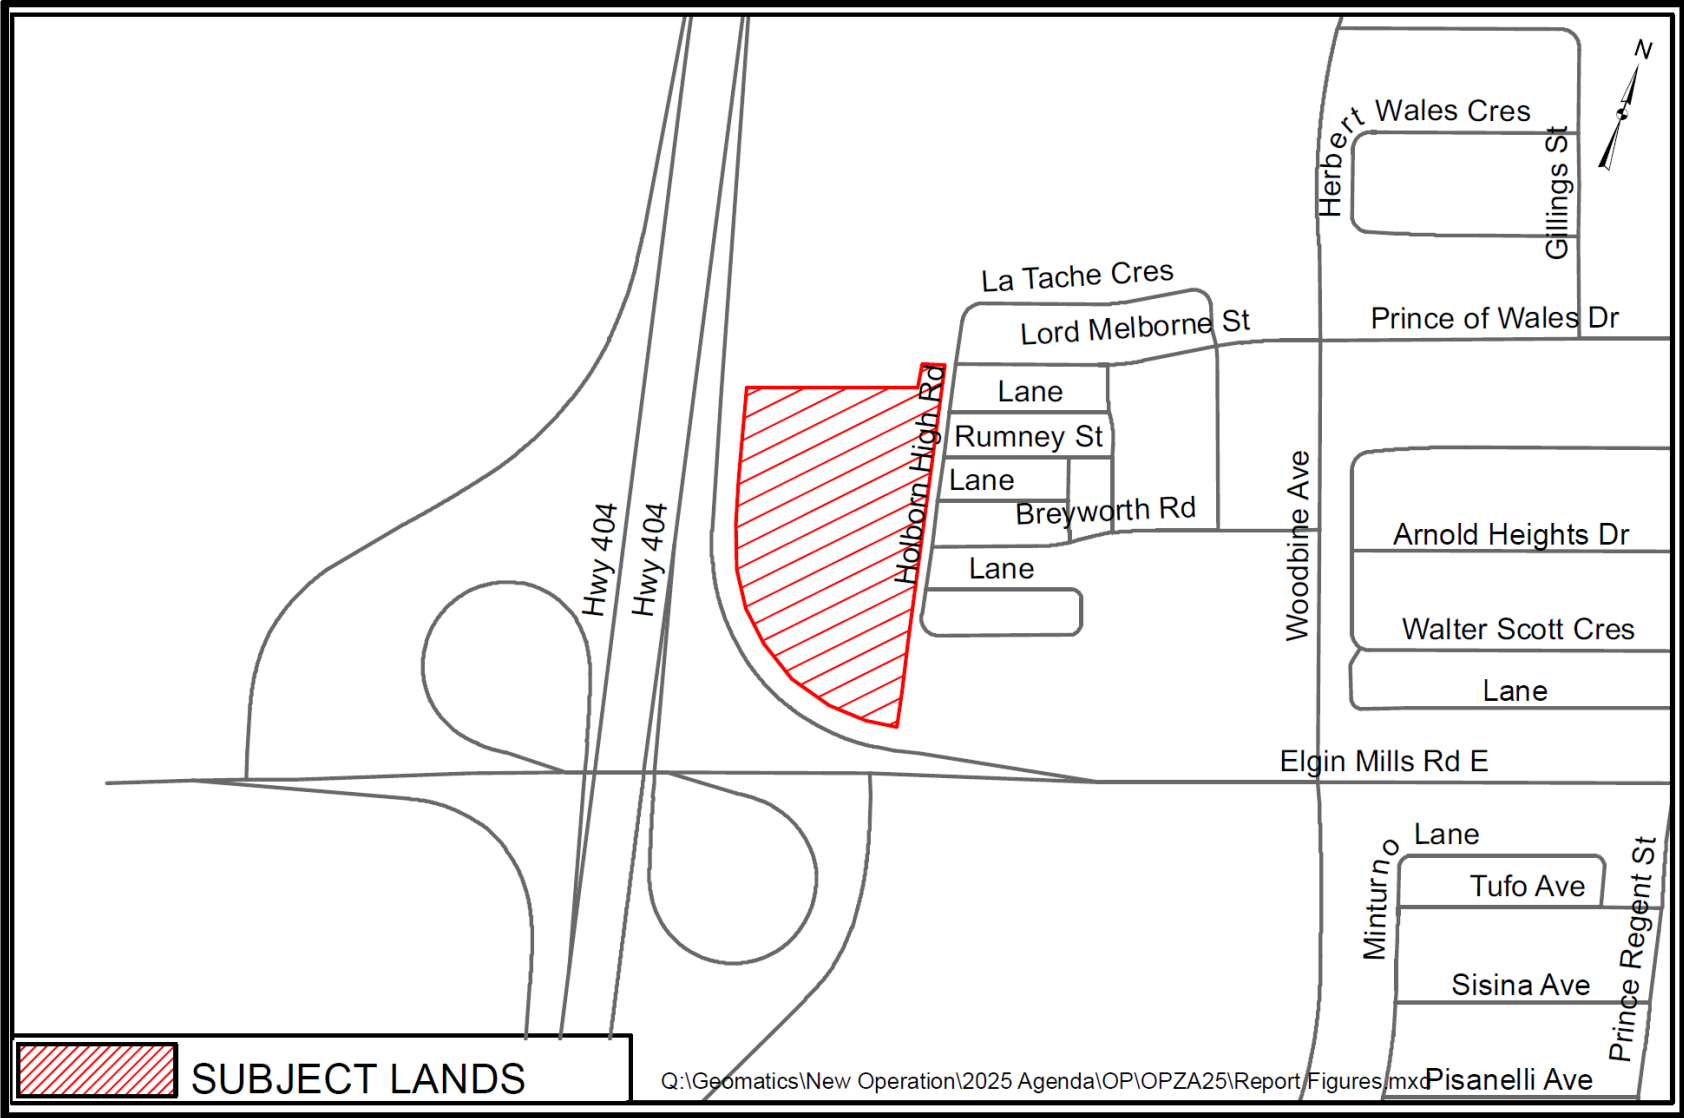 N
Herbert
Wales Cres
Gillings St
La Tache Cres
Lord Melborne St
Prince of Wales Dr
Lane
Holborn High Rd
Rumney St
Lane
Breyworth Rd
Hwy 404
Hwy 404
Woodbine Ave
Arnold Heights Dr
Lane
Walter Scott Cres
Lane
Elgin Mills Rd E
Lane
Minturno
Tufo Ave
Prince Regent St
Sisina Ave
SUBJECT LANDS
Q:\Geomatics\New Operation\2025 Agenda\OP\OPZA25\Report Figures.mxd
Pisanelli Ave